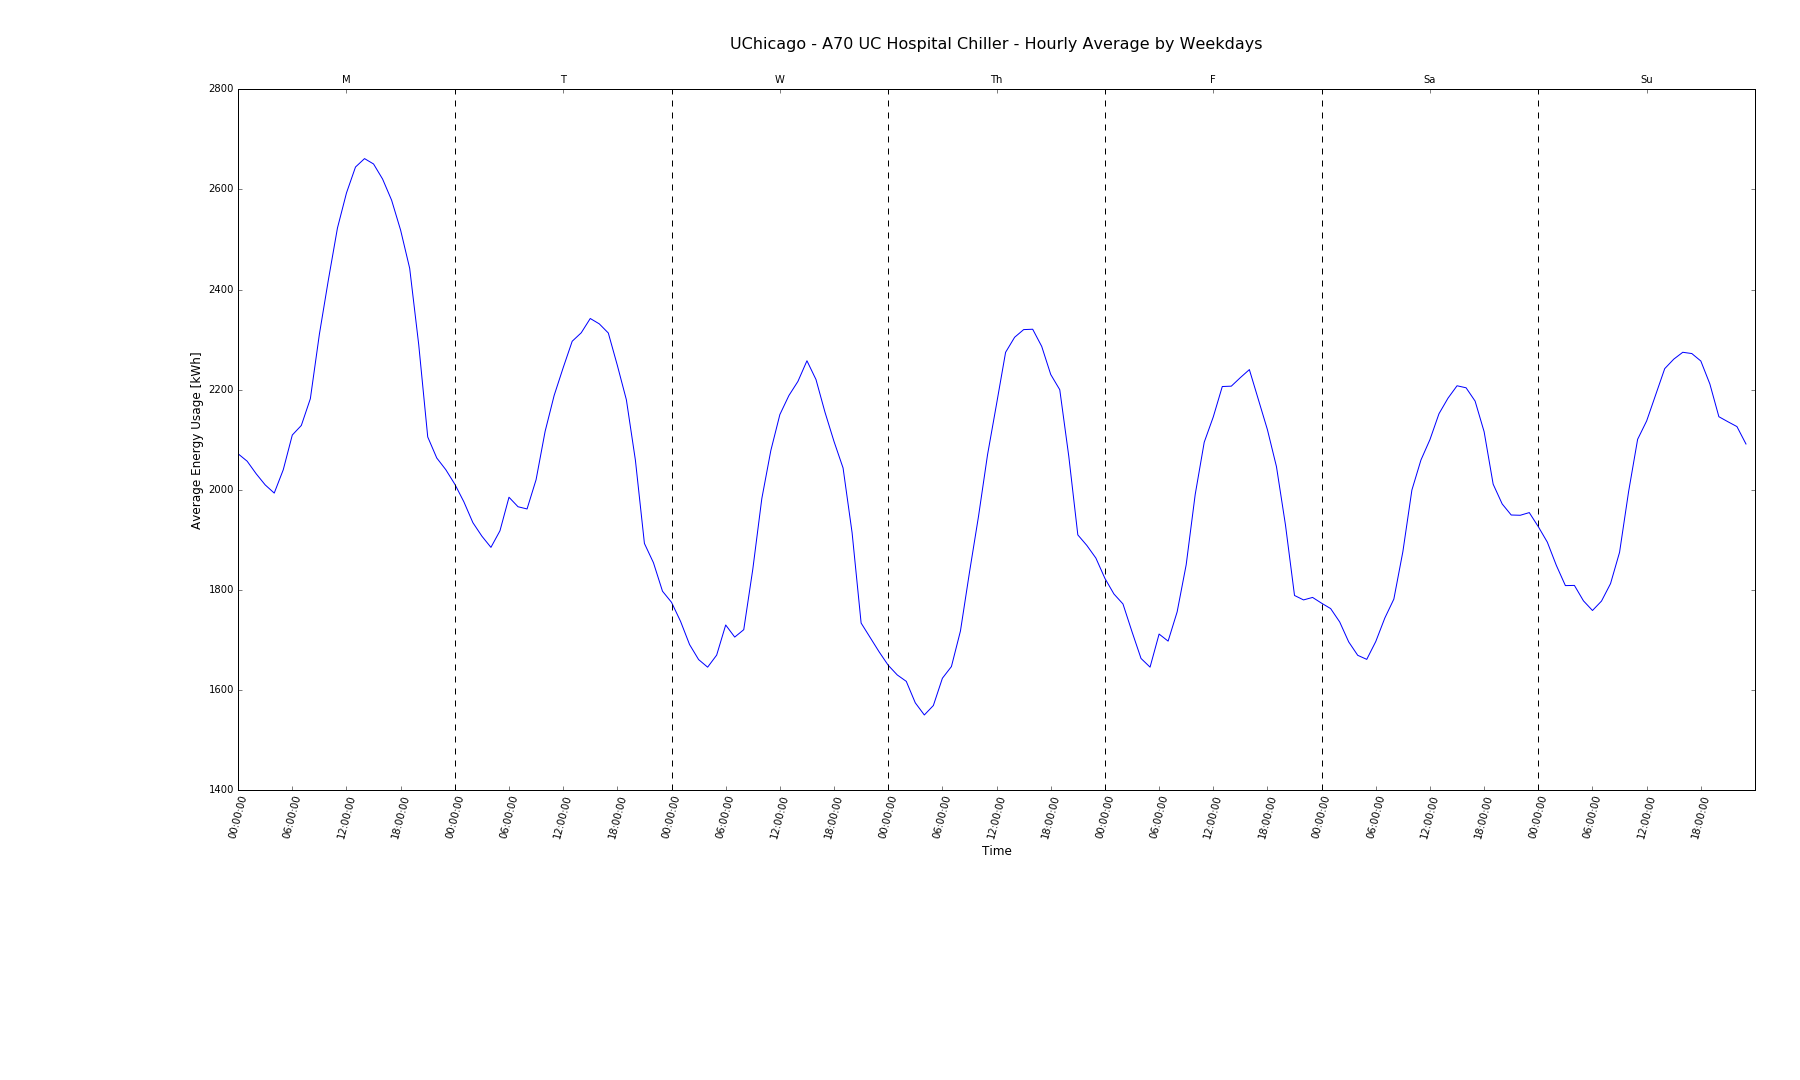 UChicago - A70 UC Hospital Chiller - Hourly Average by Weekdays
M T W Th F Sa Su
2800
2600
2400
2200
2000
1800
1600
1400
Average Energy Usage [kWh]
00:00:00 06:00:00 12:00:00 18:00:00 00:00:00 06:00:00 12:00:00 18:00:00 00:00:00 06:00:00 12:00:00 18:00:00 00:00:00 06:00:00 12:00:00 18:00:00 00:00:00 06:00:00 12:00:00 18:00:00 00:00:00 06:00:00 12:00:00 18:00:00 00:00:00 06:00:00 12:00:00 18:00:00
Time